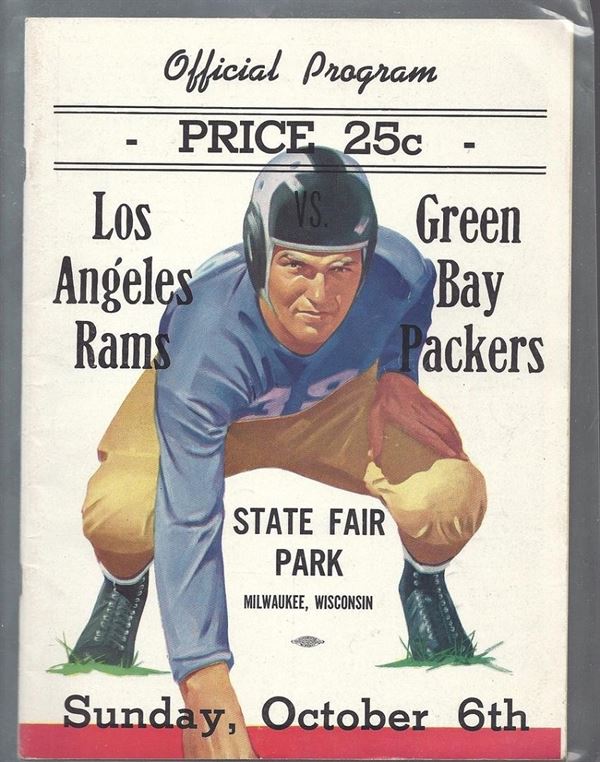 Official Program
- PRICE 25c -
VS.
Los
Angeles
Rams
Green
Bay
Packers
STATE FAIR
PARK
MILWAUKEE, WISCONSIN
Sunday, October 6th